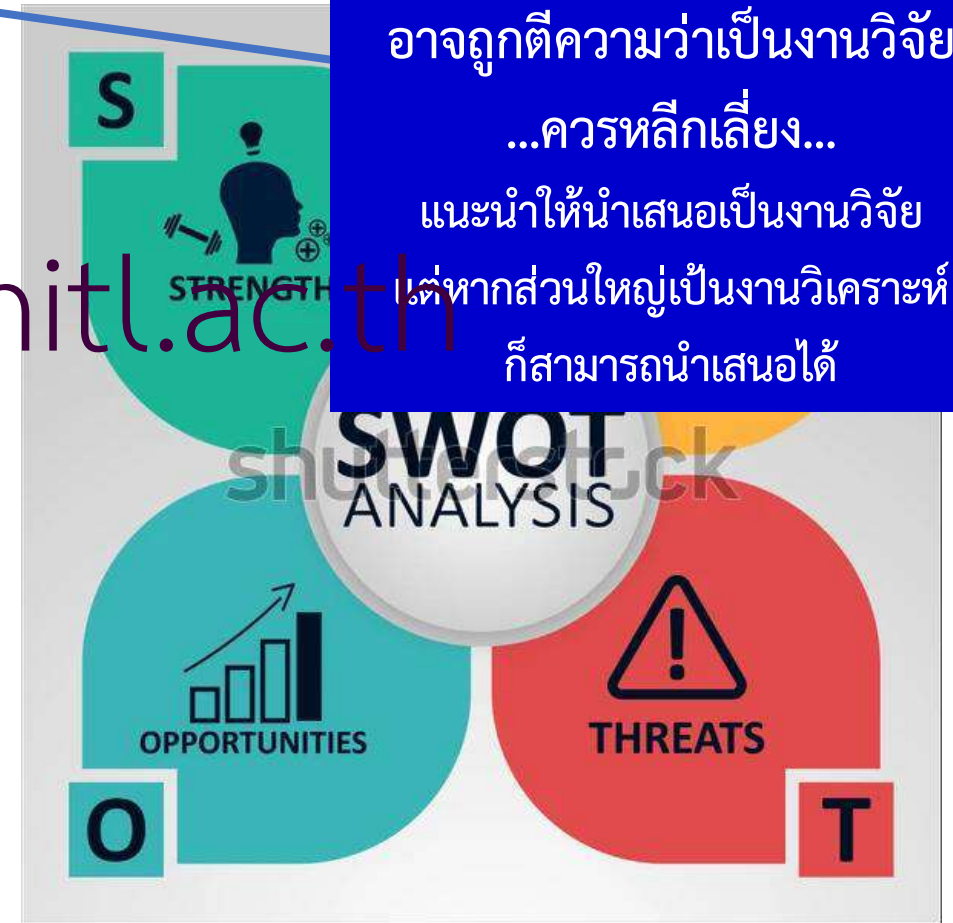 S
อาจถูกตีความว่าเป็นงานวิจัย
...ควรหลีกเลี่ยง...
แนะนำให้นำเสนอเป็นงานวิจัย
แต่หากส่วนใหญ่เป้นงานวิเคราะห์
ก็สามารถนำเสนอได้
STRENGTH
mitl.ac.th
SWOT
ANALYSIS
shutterstock
OPPORTUNITIES
THREATS
O
T